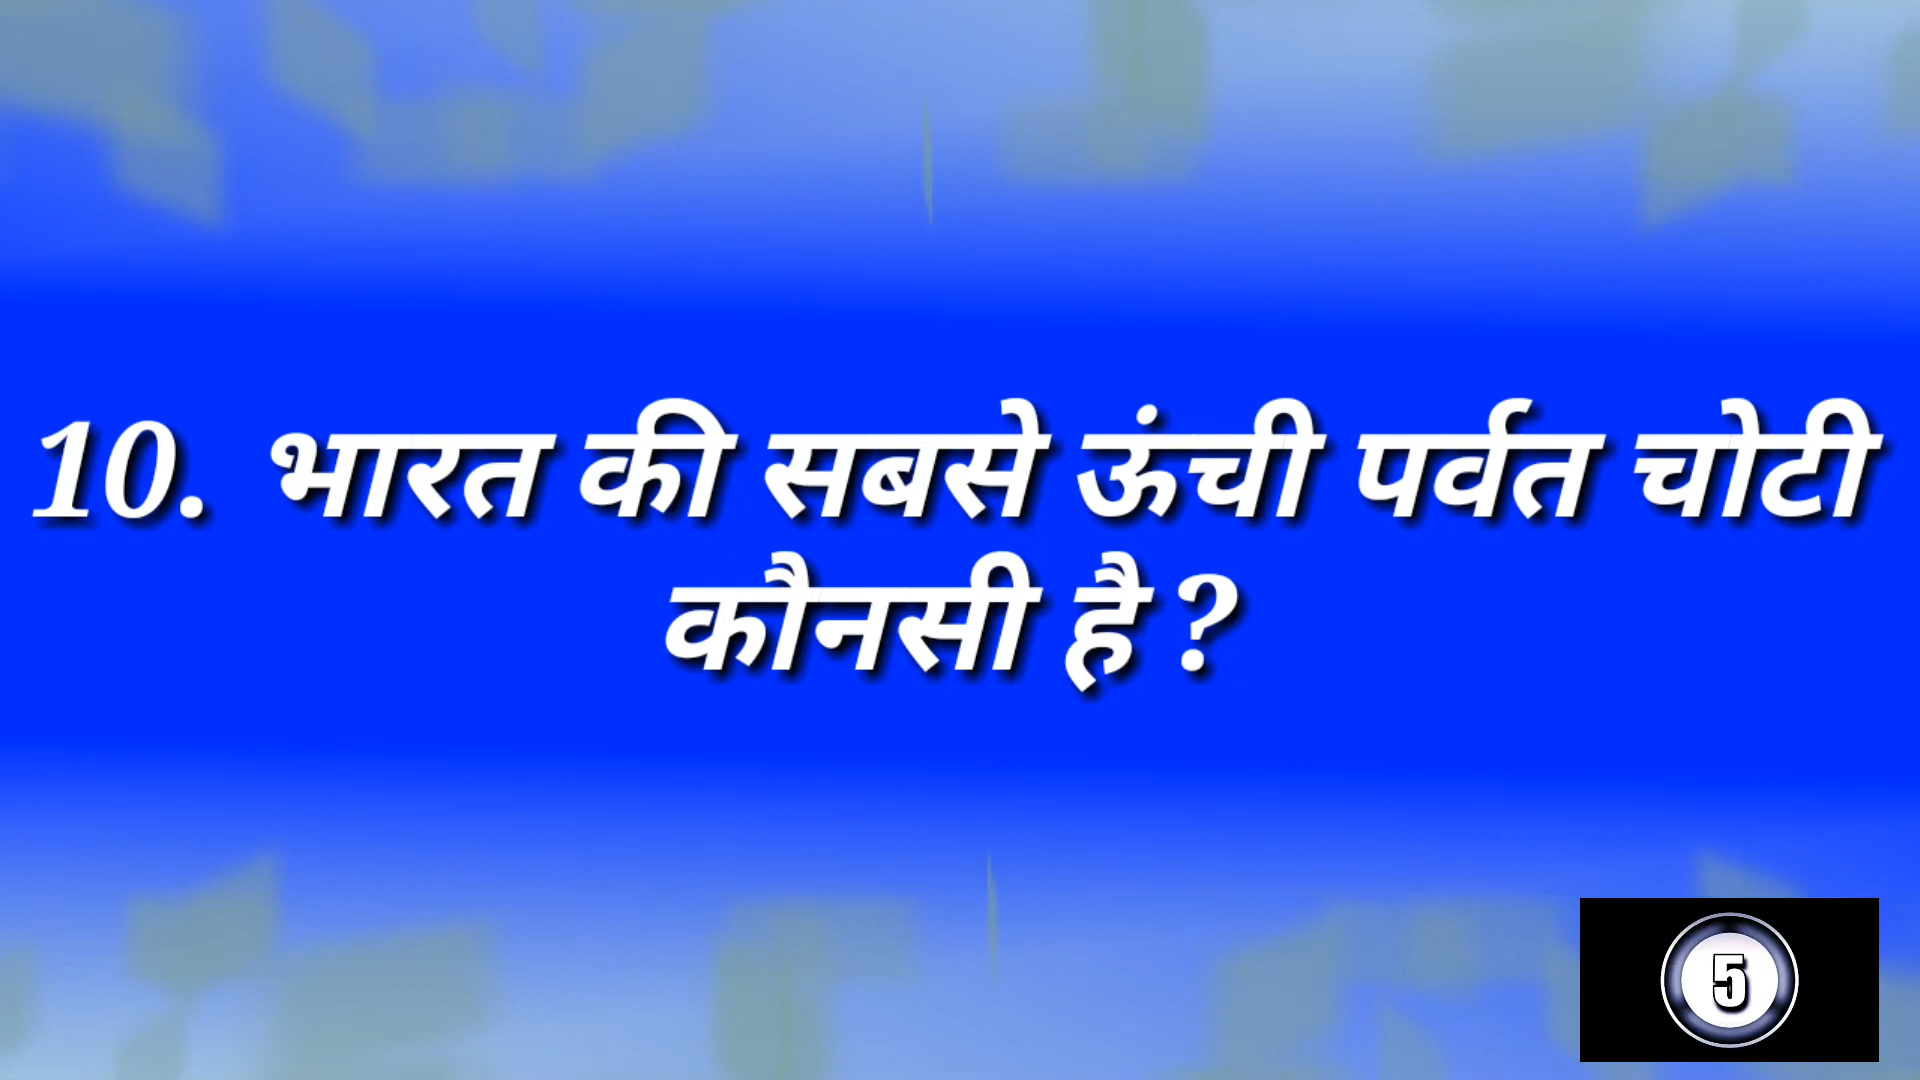 10. भारत की सबसे ऊंची पर्वत चोटी
कौनसी है ?
5